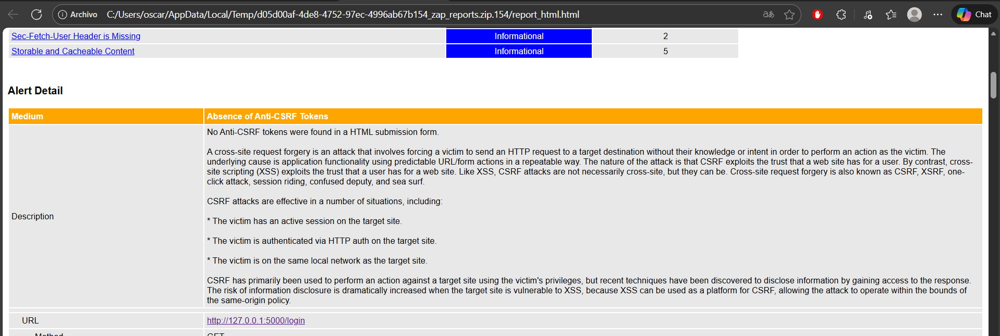 Archivo C:/Users/oscar/AppData/Local/Temp/d05d00af-4de8-4752-97ec-4996ab67b154_zap_reports.zip.154/report_html.html aあ Chat
Sec-Fetch-User Header is Missing Informational 2
Storable and Cacheable Content Informational 5
Alert Detail
Medium Absence of Anti-CSRF Tokens
No Anti-CSRF tokens were found in a HTML submission form.
A cross-site request forgery is an attack that involves forcing a victim to send an HTTP request to a target destination without their knowledge or intent in order to perform an action as the victim. The
underlying cause is application functionality using predictable URL/form actions in a repeatable way. The nature of the attack is that CSRF exploits the trust that a web site has for a user. By contrast, cross-
site scripting (XSS) exploits the trust that a user has for a web site. Like XSS, CSRF attacks are not necessarily cross-site, but they can be. Cross-site request forgery is also known as CSRF, XSRF, one-
click attack, session riding, confused deputy, and sea surf.
CSRF attacks are effective in a number of situations, including:
Description
* The victim has an active session on the target site.
* The victim is authenticated via HTTP auth on the target site.
* The victim is on the same local network as the target site.
CSRF has primarily been used to perform an action against a target site using the victim's privileges, but recent techniques have been discovered to disclose information by gaining access to the response.
The risk of information disclosure is dramatically increased when the target site is vulnerable to XSS, because XSS can be used as a platform for CSRF, allowing the attack to operate within the bounds of
the same-origin policy.
URL http://127.0.0.1:5000/login
Method GET